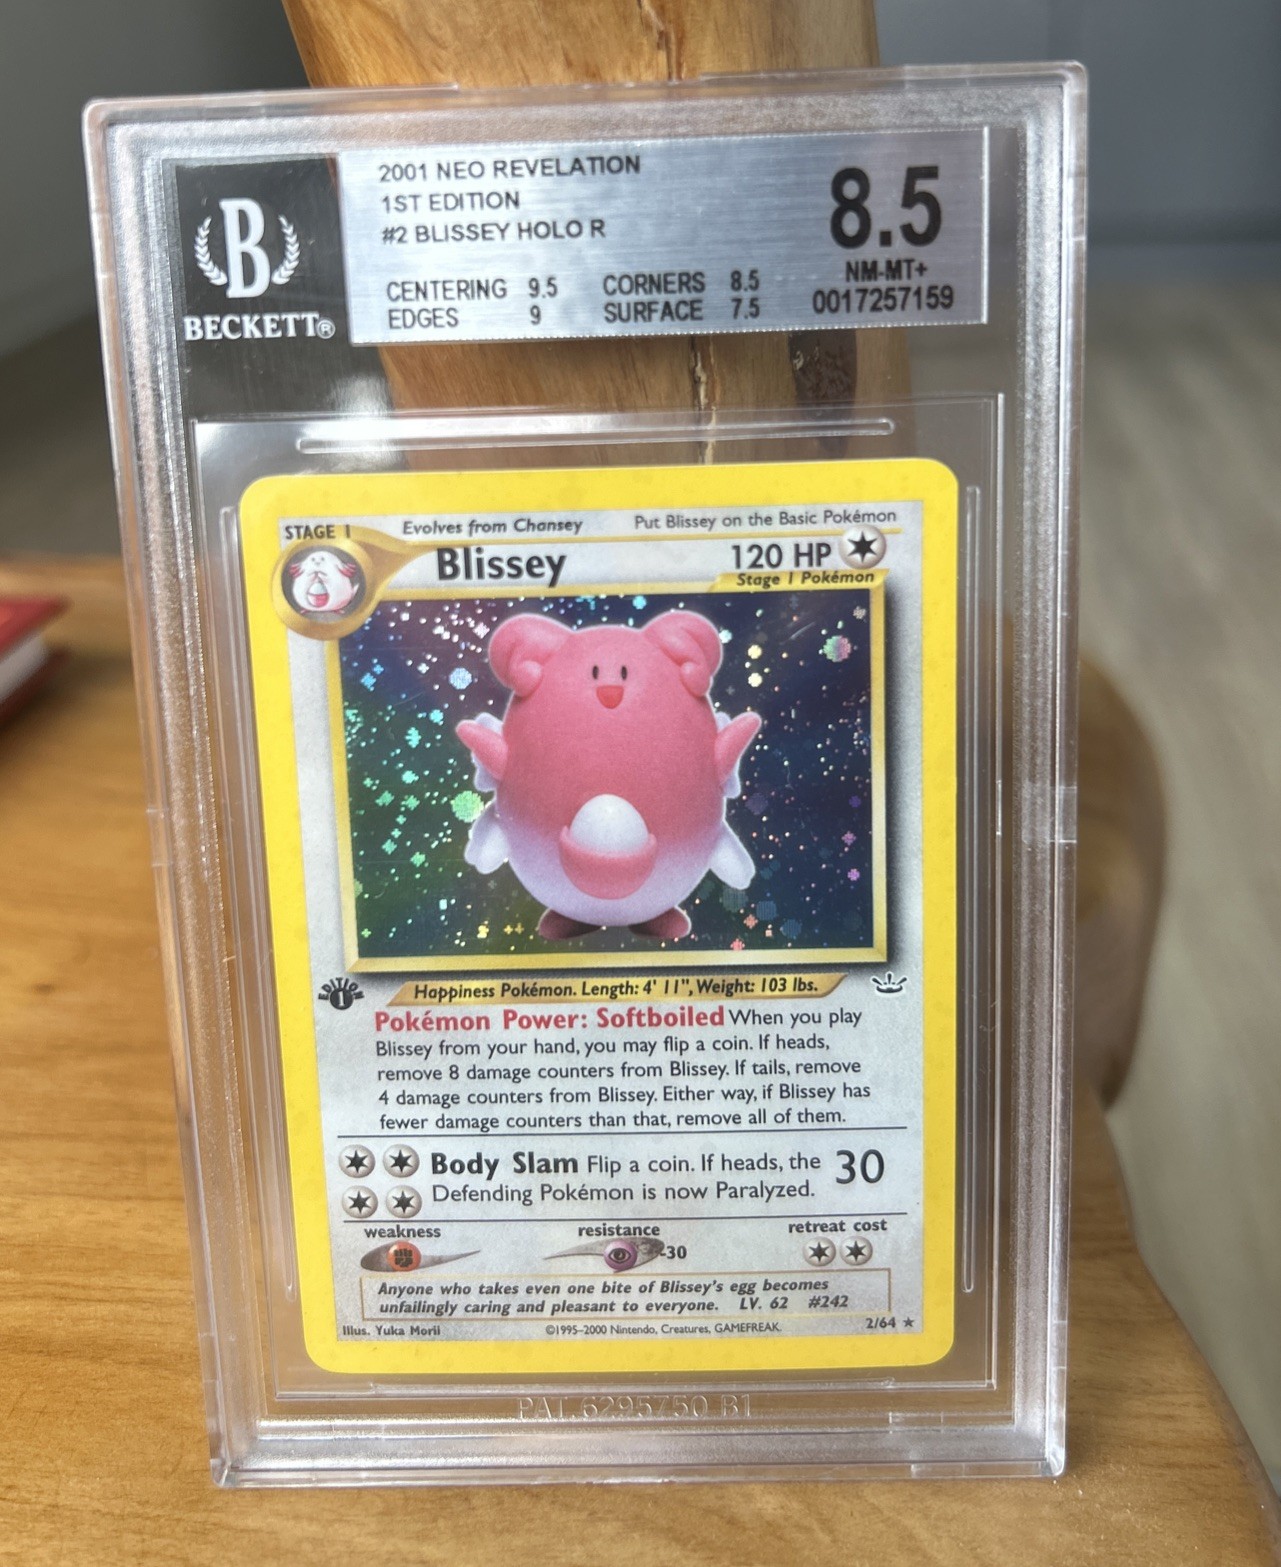 2001 NEO REVELATION
1ST EDITION
#2 BLISSEY HOLO R
CENTERING 9.5 CORNERS 8.5
EDGES 9 SURFACE 7.5
8.5
NM-MT+
0017257159
B
BECKETT®
STAGE 1 Evolves from Chansey Put Blissey on the Basic Pokémon
Blissey 120 HP
Stage 1 Pokémon
EDITION
1
Happiness Pokémon. Length: 4' 11", Weight: 103 lbs.
Pokémon Power: Softboiled When you play
Blissey from your hand, you may flip a coin. If heads,
remove 8 damage counters from Blissey. If tails, remove
4 damage counters from Blissey. Either way, if Blissey has
fewer damage counters than that, remove all of them.
Body Slam Flip a coin. If heads, the 30
Defending Pokémon is now Paralyzed.
weakness resistance retreat cost
-30
Anyone who takes even one bite of Blissey's egg becomes
unfailingly caring and pleasant to everyone. LV. 62 #242
Illus. Yuka Morii ©1995-2000 Nintendo, Creatures, GAMEFREAK. 2/64 ★
PAT.6295750 B1